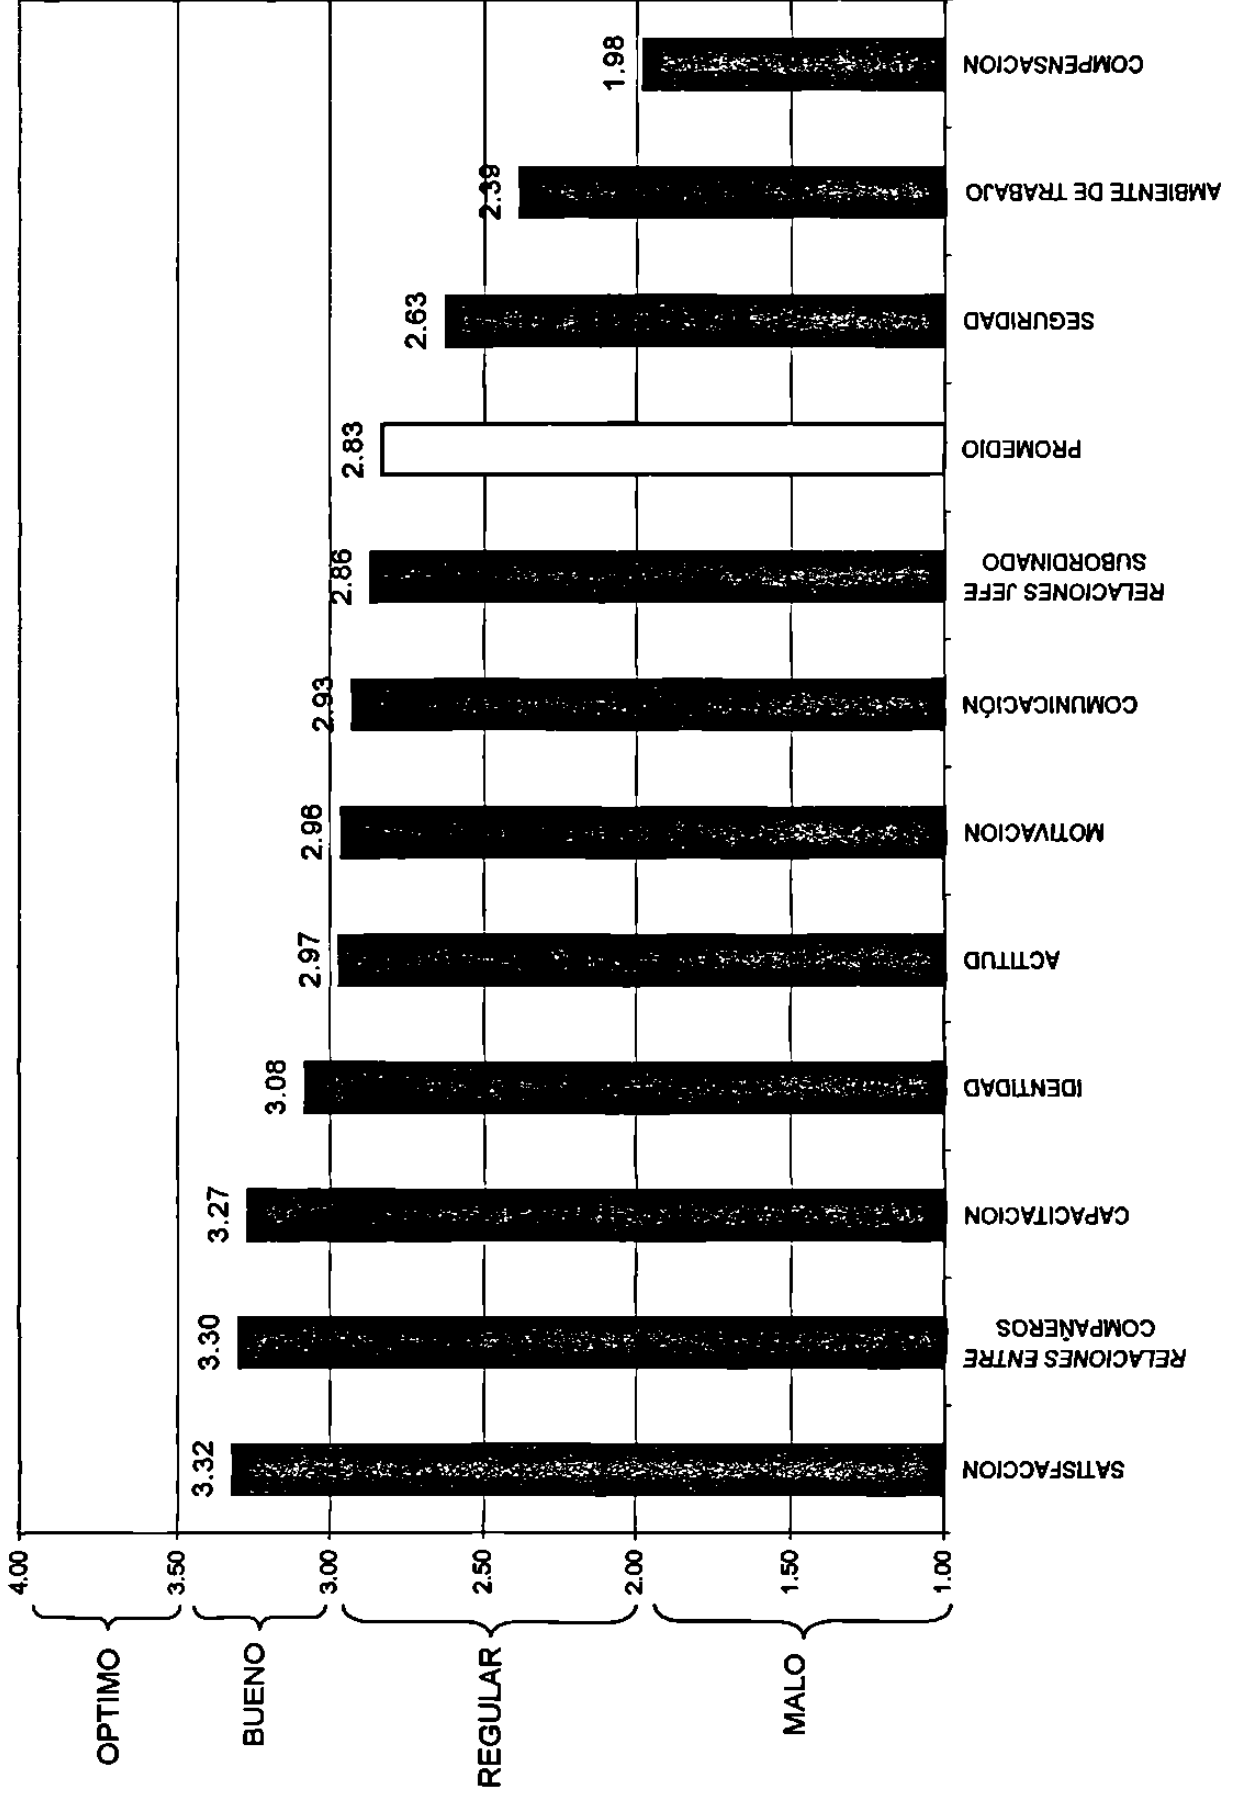 OPTIMO
BUENO
REGULAR
MALO
4.00
3.50
3.00
2.50
2.00
1.50
1.00
3.32
3.30
3.27
3.08
2.97
2.96
2.93
2.86
2.83
2.63
2.39
1.98
SATISFACCION
RELACIONES ENTRE
COMPAÑEROS
CAPACITACION
IDENTIDAD
ACTITUD
MOTIVACION
COMUNICACIÓN
RELACIONES JEFE
SUBORDINADO
PROMEDIO
SEGURIDAD
AMBIENTE DE TRABAJO
COMPENSACION